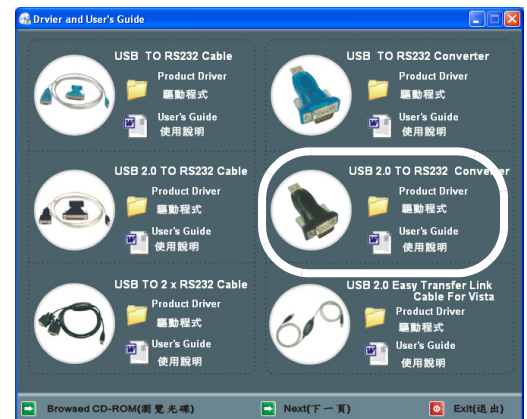 Drvier and User's Guide
USB TO RS232 Cable
Product Driver
驅動程式
User's Guide
使用說明
USB TO RS232 Converter
Product Driver
驅動程式
User's Guide
使用說明
USB 2.0 TO RS232 Cable
Product Driver
驅動程式
User's Guide
使用說明
USB 2.0 TO RS232 Converter
Product Driver
驅動程式
User's Guide
使用說明
USB TO 2 x RS232 Cable
Product Driver
驅動程式
User's Guide
使用說明
USB 2.0 Easy Transfer Link
Cable For Vista
Product Driver
驅動程式
User's Guide
使用說明
Browsed CD-ROM(瀏覽光碟)
Next(下一頁)
Exit(退出)